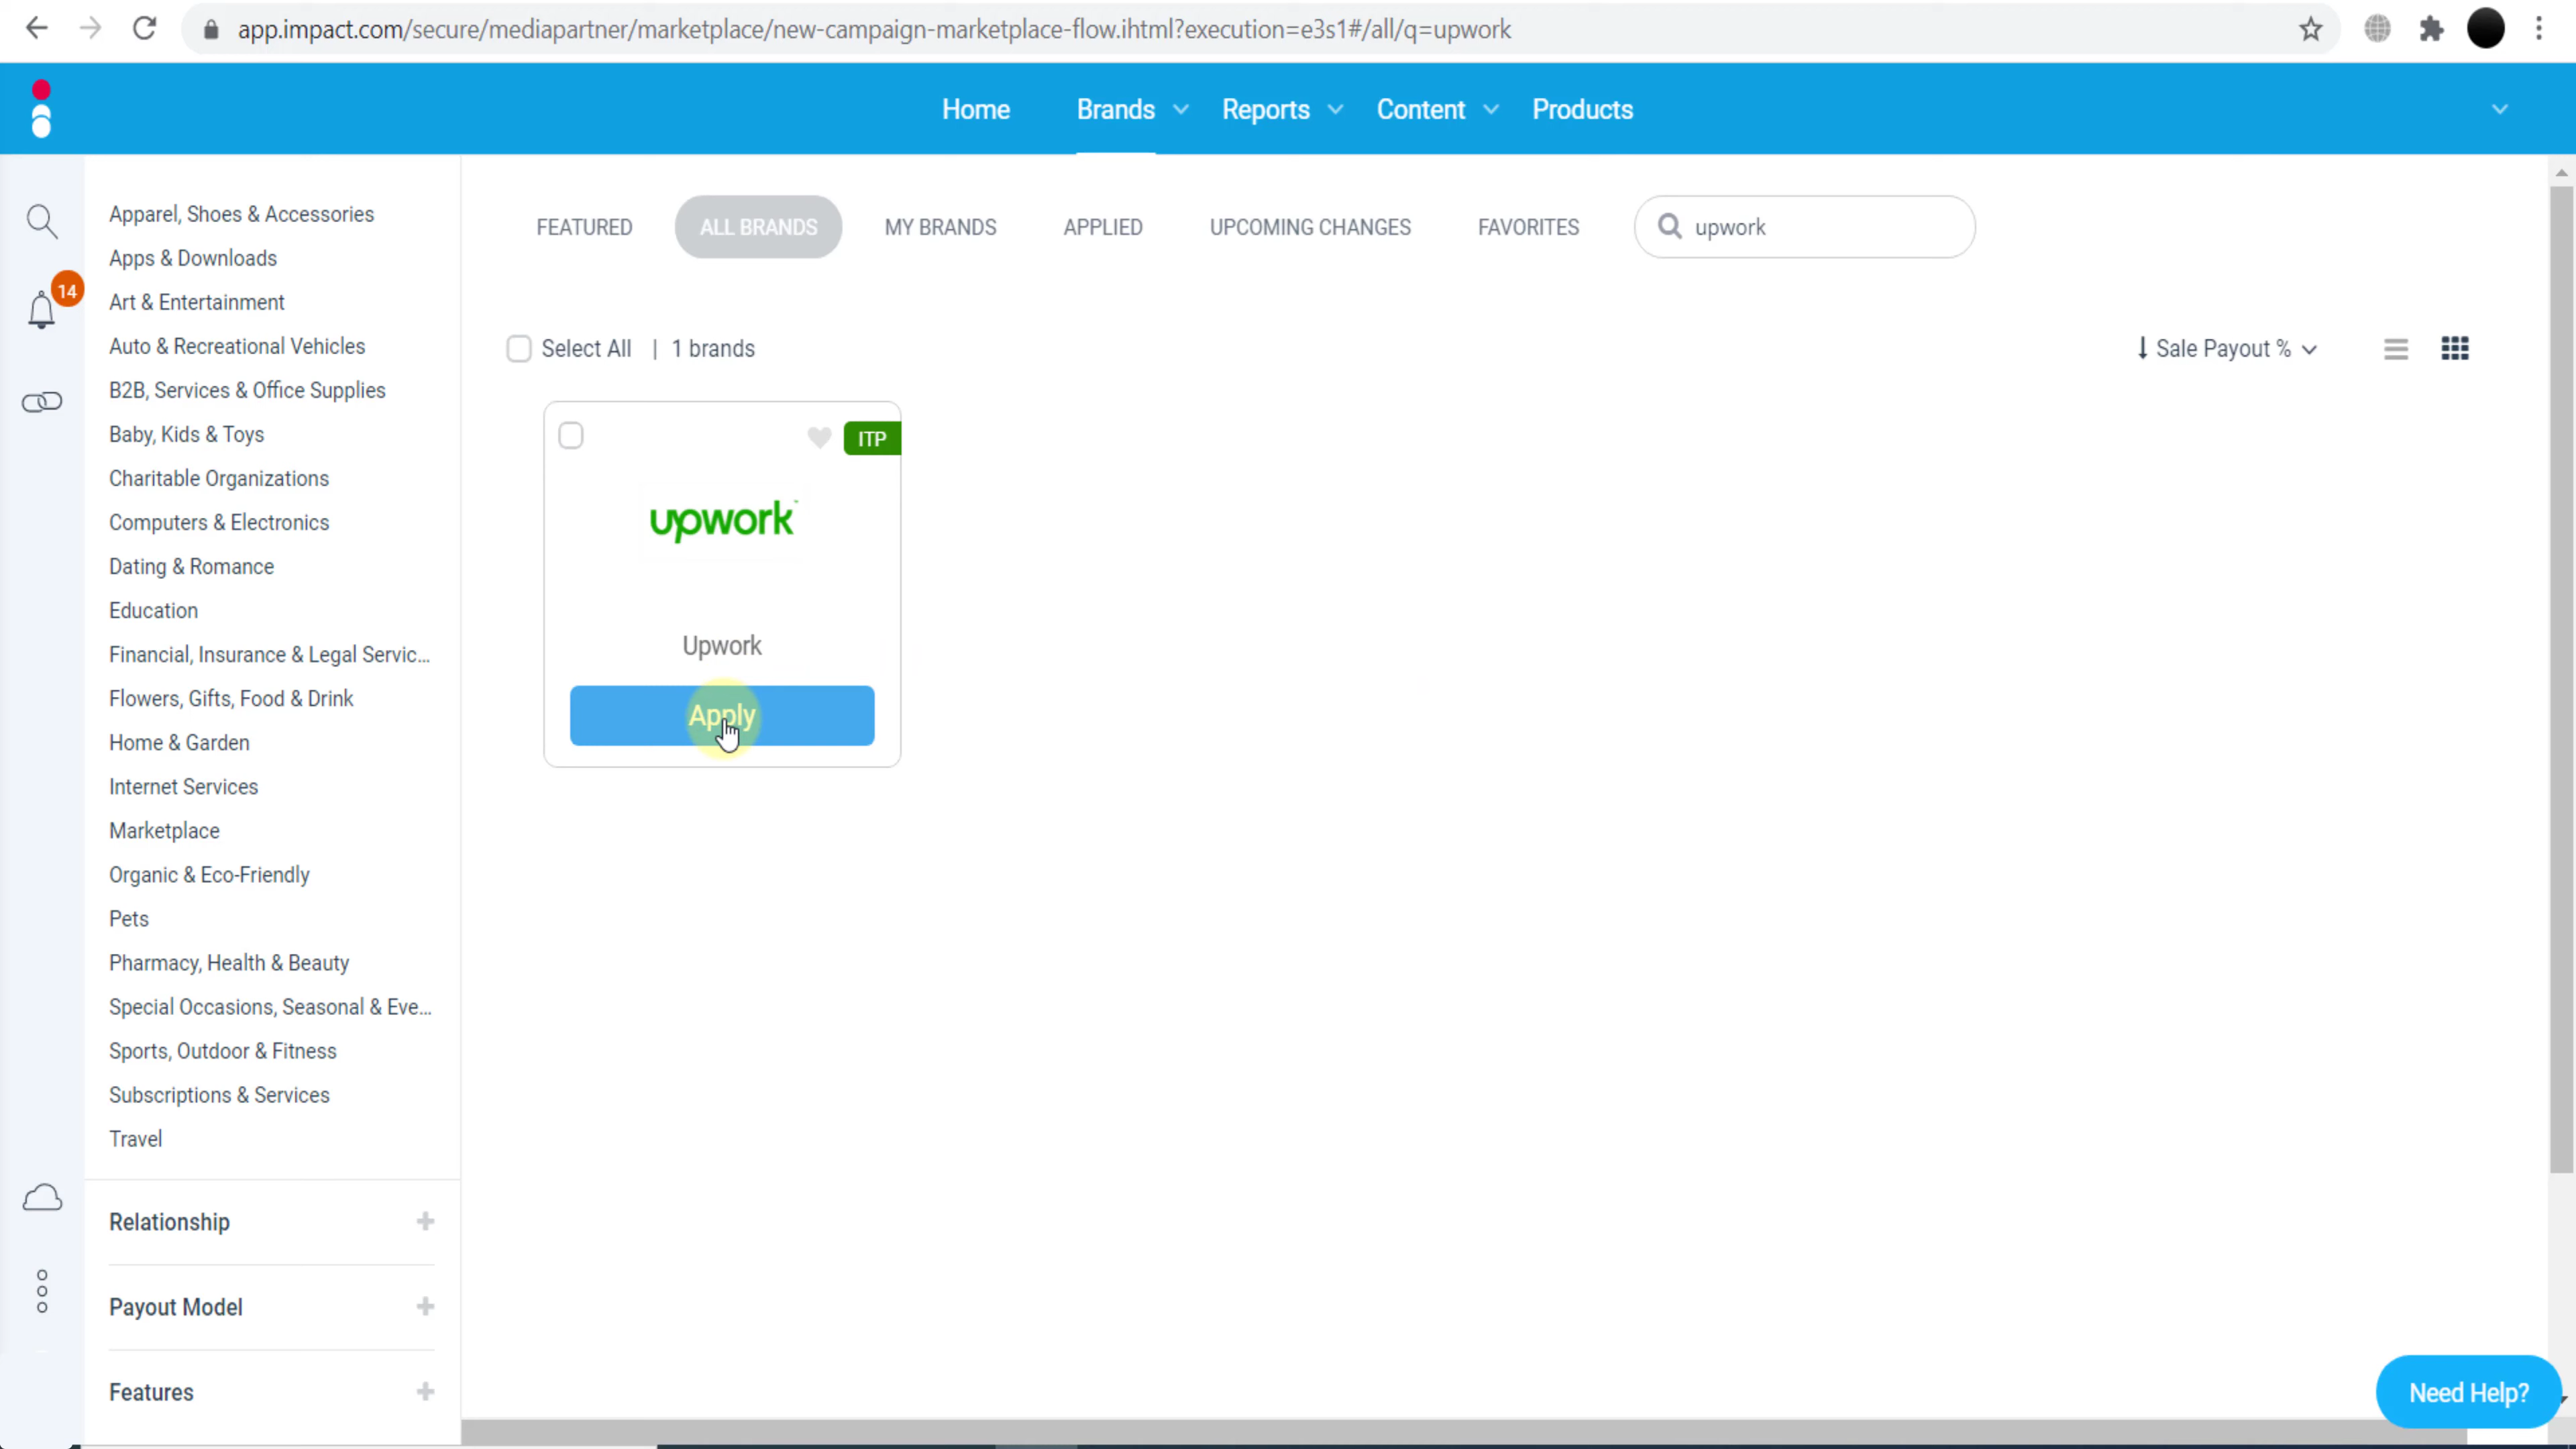 app.impact.com/secure/mediapartner/marketplace/new-campaign-marketplace-flow.ihtml?execution=e3s1#/all/q=upwork
Home Brands Reports Content Products
FEATURED ALL BRANDS MY BRANDS APPLIED UPCOMING CHANGES FAVORITES upwork
14
Apparel, Shoes & Accessories
Apps & Downloads
Art & Entertainment
Auto & Recreational Vehicles
B2B, Services & Office Supplies
Baby, Kids & Toys
Charitable Organizations
Computers & Electronics
Dating & Romance
Education
Financial, Insurance & Legal Servic...
Flowers, Gifts, Food & Drink
Home & Garden
Internet Services
Marketplace
Organic & Eco-Friendly
Pets
Pharmacy, Health & Beauty
Special Occasions, Seasonal & Eve...
Sports, Outdoor & Fitness
Subscriptions & Services
Travel
Relationship
Payout Model
Features
Select All | 1 brands
Sale Payout %
ITP
upwork
Upwork
Apply
Need Help?